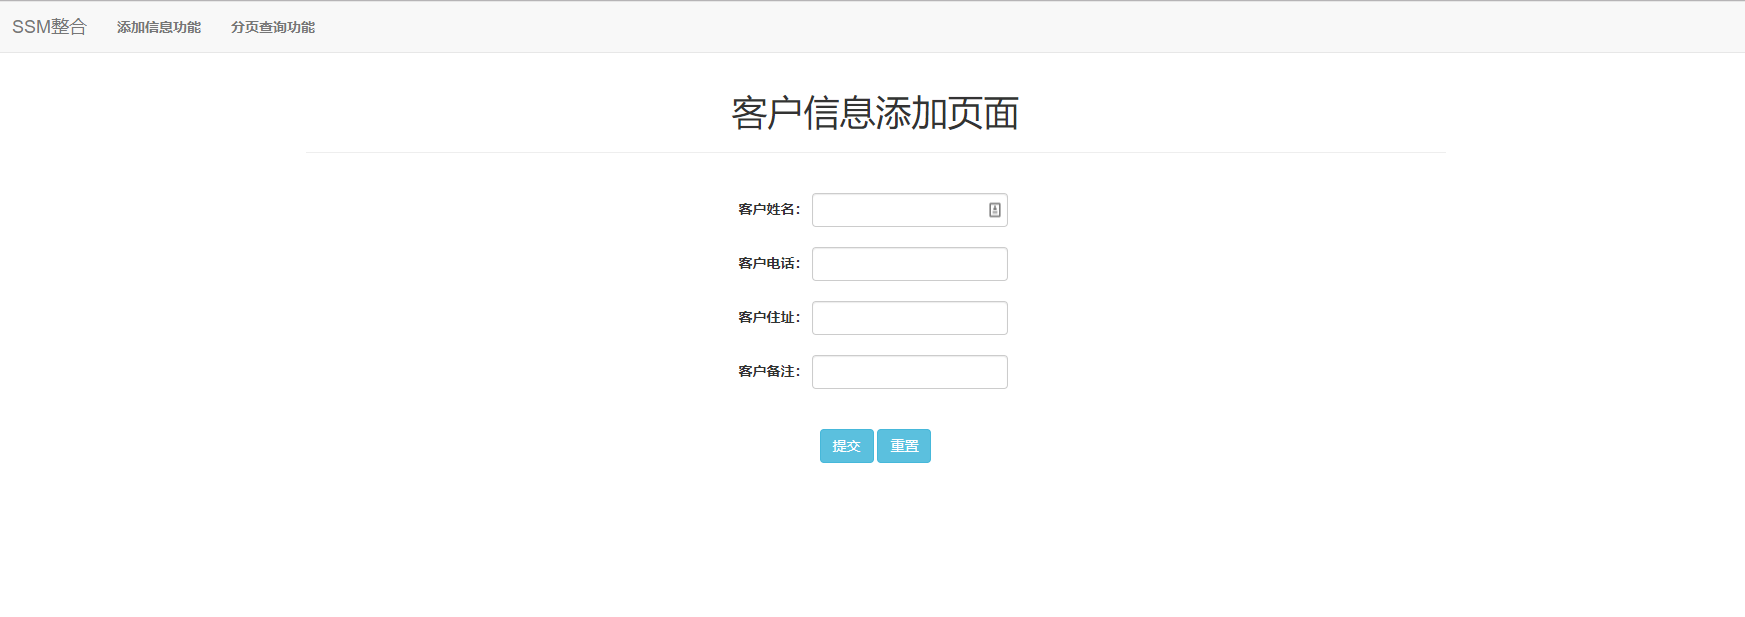 SSM整合 添加信息功能 分页查询功能
客户信息添加页面
客户姓名：
客户电话：
客户住址：
客户备注：
提交 重置